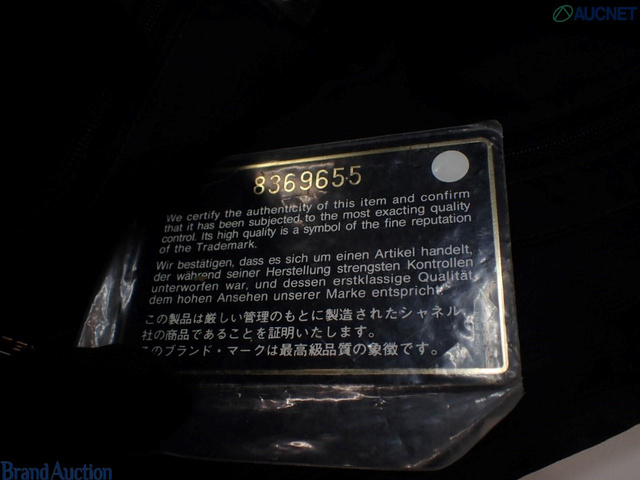 AUCNET
8369655
We certify the authenticity of this item and confirm
that it has been subjected to the most exacting quality
control. Its high quality is a symbol of the fine reputation
of the Trademark.
Wir bestätigen, dass es sich um einen Artikel handelt,
der während seiner Herstellung strengsten Kontrollen
unterworfen war, und dessen erstklassige Qualität
dem hohen Ansehen unserer Marke entspricht.
この製品は厳しい管理のもとに製造されたシャネル
社の商品であることを証明いたします。
このブランド・マークは最高級品質の象徴です。
Brand Auction